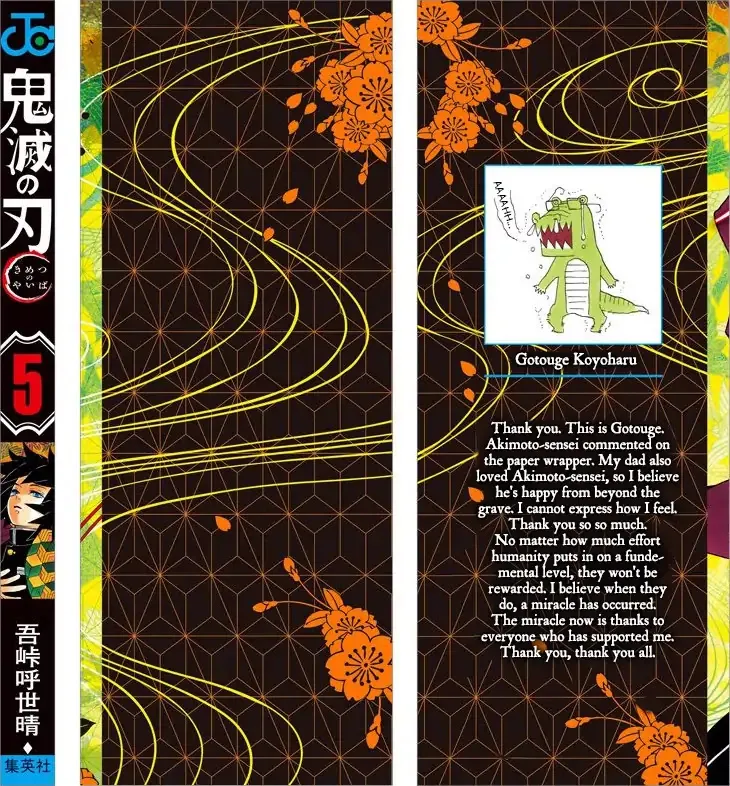 JC
鬼滅の刃
きめつ
の
やいば
5
吾峠呼世晴
集英社
AAAAHH...
Gotouge Koyoharu
Thank you. This is Gotouge.
Akimoto-sensei commented on
the paper wrapper. My dad also
loved Akimoto-sensei, so I believe
he's happy from beyond the
grave. I cannot express how I feel.
Thank you so so much.
No matter how much effort
humanity puts in on a funde-
mental level, they won't be
rewarded. I believe when they
do, a miracle has occurred.
The miracle now is thanks to
everyone who has supported me.
Thank you, thank you all.